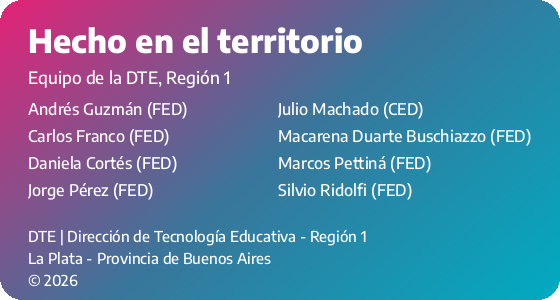 Hecho en el territorio
Equipo de la DTE, Región 1
Andrés Guzmán (FED)
Carlos Franco (FED)
Daniela Cortés (FED)
Jorge Pérez (FED)
Julio Machado (CED)
Macarena Duarte Buschiazzo (FED)
Marcos Pettiná (FED)
Silvio Ridolfi (FED)
DTE | Dirección de Tecnología Educativa - Región 1
La Plata - Provincia de Buenos Aires
© 2026